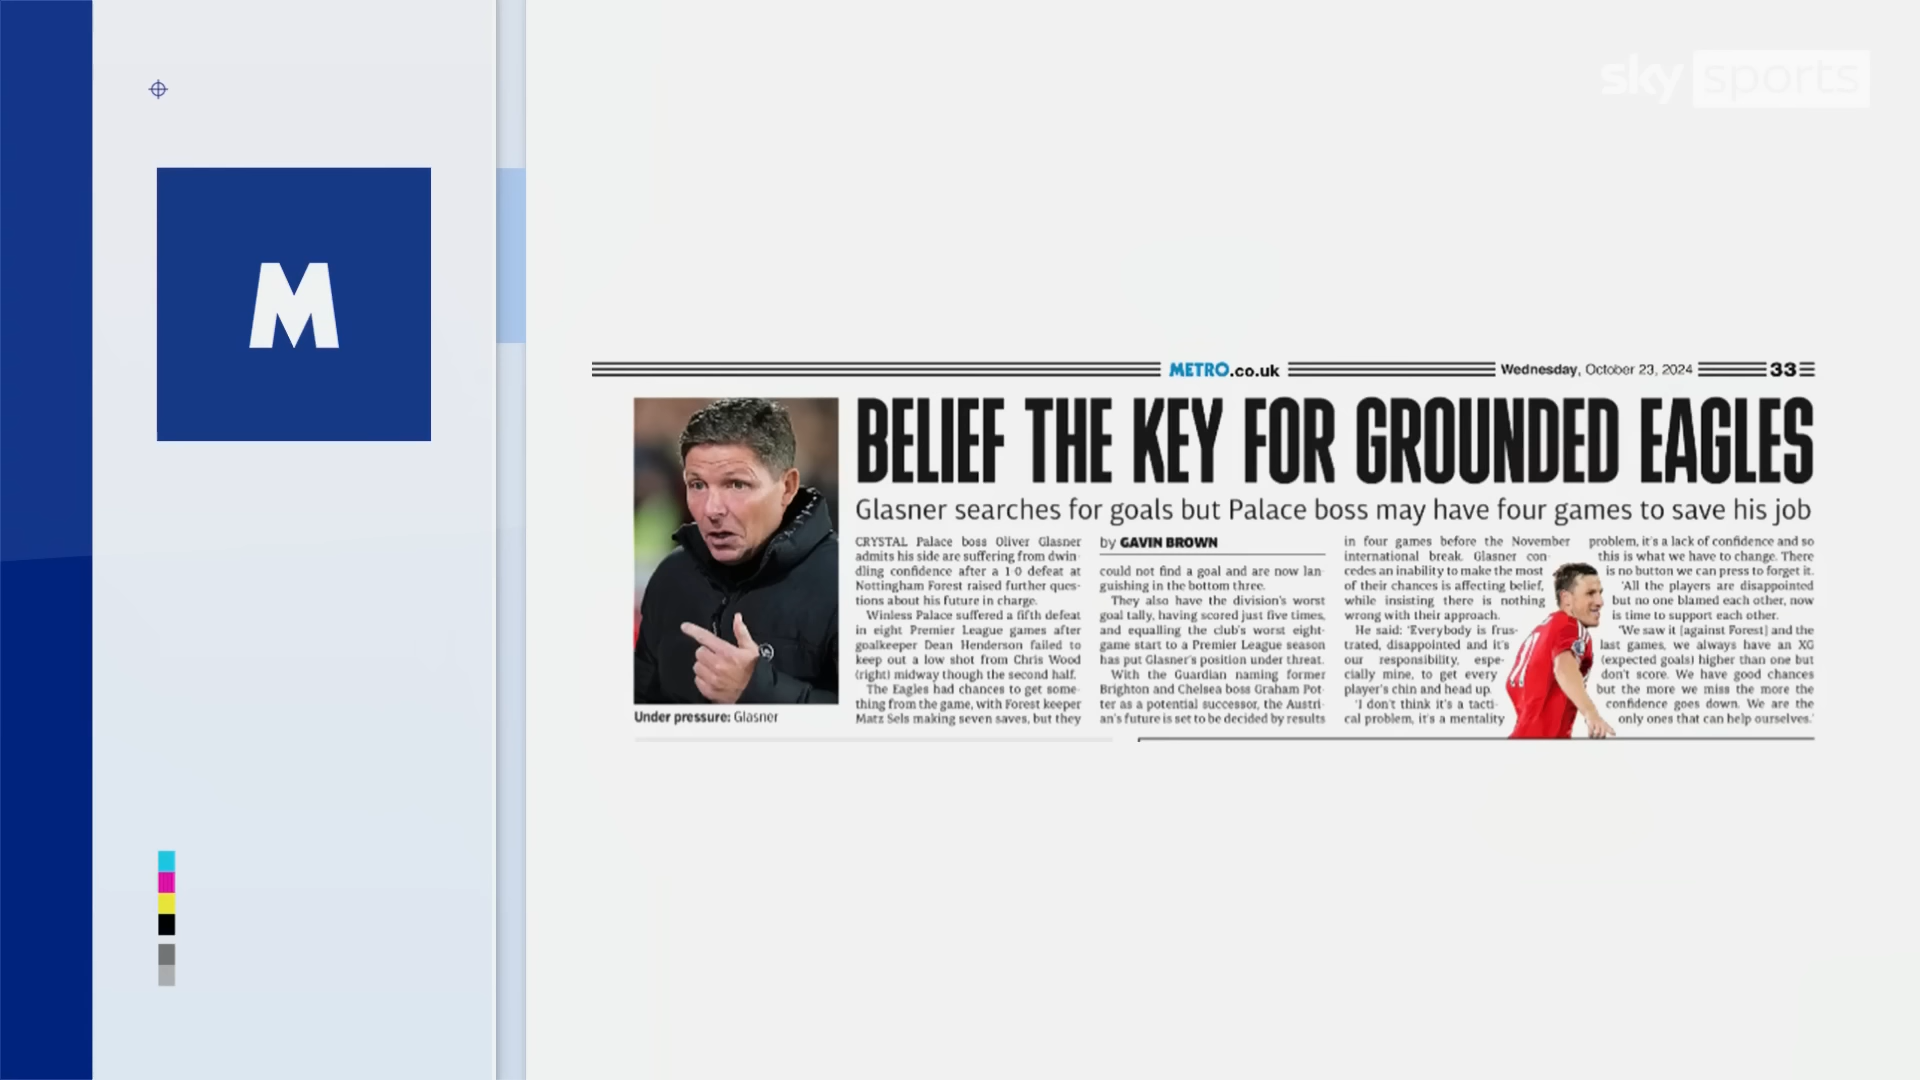 sky sports
M
METRO.co.uk
Wednesday, October 23, 2024
33
BELIEF THE KEY FOR GROUNDED EAGLES
Glasner searches for goals but Palace boss may have four games to save his job
Under pressure: Glasner
CRYSTAL Palace boss Oliver Glasner
admits his side are suffering from dwin-
dling confidence after a 1-0 defeat at
Nottingham Forest raised further ques-
tions about his future in charge.
Winless Palace suffered a fifth defeat
in eight Premier League games after
goalkeeper Dean Henderson failed to
keep out a low shot from Chris Wood
(right) midway though the second half.
The Eagles had chances to get some-
thing from the game, with Forest keeper
Matz Sels making seven saves, but they
by GAVIN BROWN
could not find a goal and are now lan-
guishing in the bottom three.
They also have the division's worst
goal tally, having scored just five times,
and equalling the club's worst eight-
game start to a Premier League season
has put Glasner's position under threat.
With the Guardian naming former
Brighton and Chelsea boss Graham Pot-
ter as a potential successor, the Austri-
an's future is set to be decided by results
in four games before the November
international break. Glasner con-
cedes an inability to make the most
of their chances is affecting belief,
while insisting there is nothing
wrong with their approach.
He said: 'Everybody is frus-
trated, disappointed and it's
our responsibility, espe-
cially mine, to get every
player's chin and head up.
'I don't think it's a tacti-
cal problem, it's a mentality
problem, it's a lack of confidence and so
this is what we have to change. There
is no button we can press to forget it.
'All the players are disappointed
but no one blamed each other, now
is time to support each other.
'We saw it [against Forest] and the
last games, we always have an XG
(expected goals) higher than one but
don't score. We have good chances
but the more we miss the more the
confidence goes down. We are the
only ones that can help ourselves.'
11